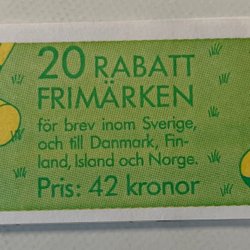 20 RABATT
FRIMÄRKEN
för brev inom Sverige,
och till Danmark, Fin-
land, Island och Norge.
Pris: 42 kronor